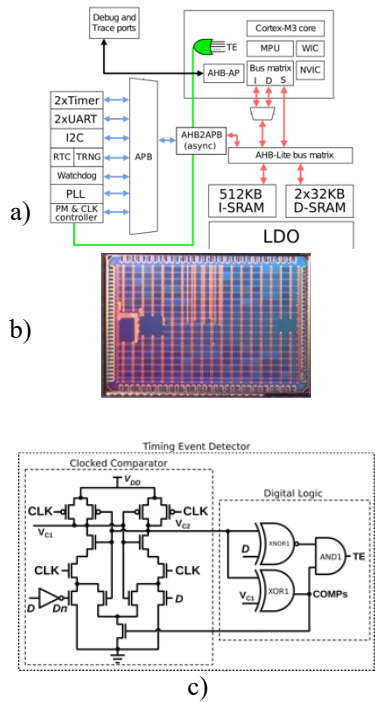 Debug and
Trace ports
TE
Cortex-M3 core
MPU
WIC
AHB-AP
Bus matrix
I D S
NVIC
2xTimer
2xUART
I2C
RTC TRNG
Watchdog
PLL
PM & CLK
controller
APB
AHB2APB
(async)
AHB-Lite bus matrix
512KB
I-SRAM
2x32KB
D-SRAM
LDO
a)
b)
Timing Event Detector
Clocked Comparator
VDD
CLK
CLK
VC1
VC2
CLK
CLK
D
Dn
D
Digital Logic
XNOR1
D
AND1
TE
VC1
XOR1
COMPs
c)